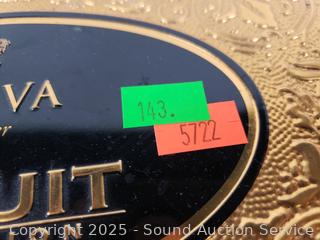 VA
143.
5722
UIT
Copyright 2025 - Sound Auction Service